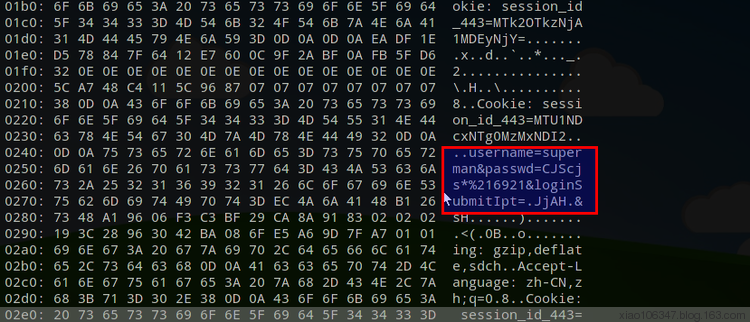 01b0: 6F 6B 69 65 3A 20 73 65 73 73 69 6F 6E 5F 69 64 okie: session_id
01c0: 5F 34 34 33 3D 4D 54 6B 32 4F 54 6B 7A 4E 6A 41 _443=MTk2OTkzNjA
01d0: 31 4D 44 45 79 4E 6A 59 3D 0D 0A 0D 0A EA DF 1E 1MDEyNjY=.......
01e0: D5 78 84 7F 64 12 E7 60 0C 9F 2A BF 0A FB 5F D6 .x..d..`..*..._.
01f0: 32 0E 0E 0E 0E 0E 0E 0E 0E 0E 0E 0E 0E 0E 0E 0E 2...............
0200: 5C A7 48 C4 11 5C 96 87 07 07 07 07 07 07 07 07 \.H..\..........
0210: 38 0D 0A 43 6F 6F 6B 69 65 3A 20 73 65 73 73 69 8..Cookie: sessi
0220: 6F 6E 5F 69 64 5F 34 34 33 3D 4D 54 55 31 4E 44 on_id_443=MTU1ND
0230: 63 78 4E 54 67 30 4D 7A 4D 78 4E 44 49 32 0D 0A cxNTg0MzMxNDI2..
0240: 0D 0A 75 73 65 72 6E 61 6D 65 3D 73 75 70 65 72 ..username=super
0250: 6D 61 6E 26 70 61 73 73 77 64 3D 43 4A 53 63 6A man&passwd=CJScj
0260: 73 2A 25 32 31 36 39 32 31 26 6C 6F 67 69 6E 53 s*%216921&loginS
0270: 75 62 6D 69 74 49 70 74 3D EC 4A 6A 41 48 B1 26 ubmitIpt=.JjAH.&
0280: 73 48 A1 96 06 F3 C3 BF 29 CA 8A 91 83 02 02 02 sH......).......
0290: 19 3C 28 96 30 42 BA 08 6F E5 A6 9D 7F A7 01 01 .<(.0B..o.......
02a0: 69 6E 67 3A 20 67 7A 69 70 2C 64 65 66 6C 61 74 ing: gzip,deflat
02b0: 65 2C 73 64 63 68 0D 0A 41 63 63 65 70 74 2D 4C e,sdch..Accept-L
02c0: 61 6E 67 75 61 67 65 3A 20 7A 68 2D 43 4E 2C 7A anguage: zh-CN,z
02d0: 68 3B 71 3D 30 2E 38 0D 0A 43 6F 6F 6B 69 65 3A h;q=0.8..Cookie:
02e0: 20 73 65 73 73 69 6F 6E 5F 69 64 5F 34 34 33 3D session_id_443=
xiao106347.blog.163.com